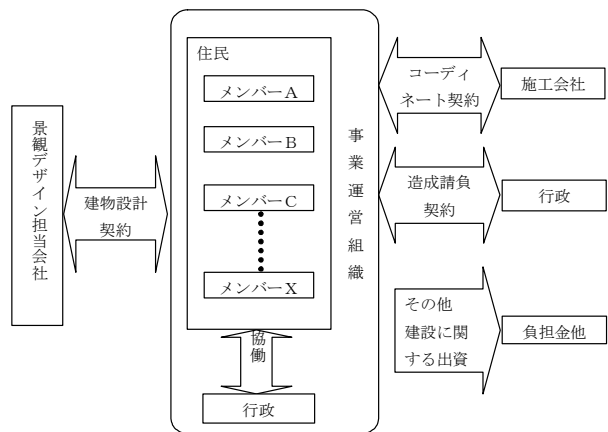 景観デザイン担当会社
建物設計
契約
住民
メンバーA
メンバーB
メンバーC
メンバーX
協働
行政
事業運営組織
コーディ
ネート契約
施工会社
造成請負
契約
行政
その他
建設に関
する出資
負担金他